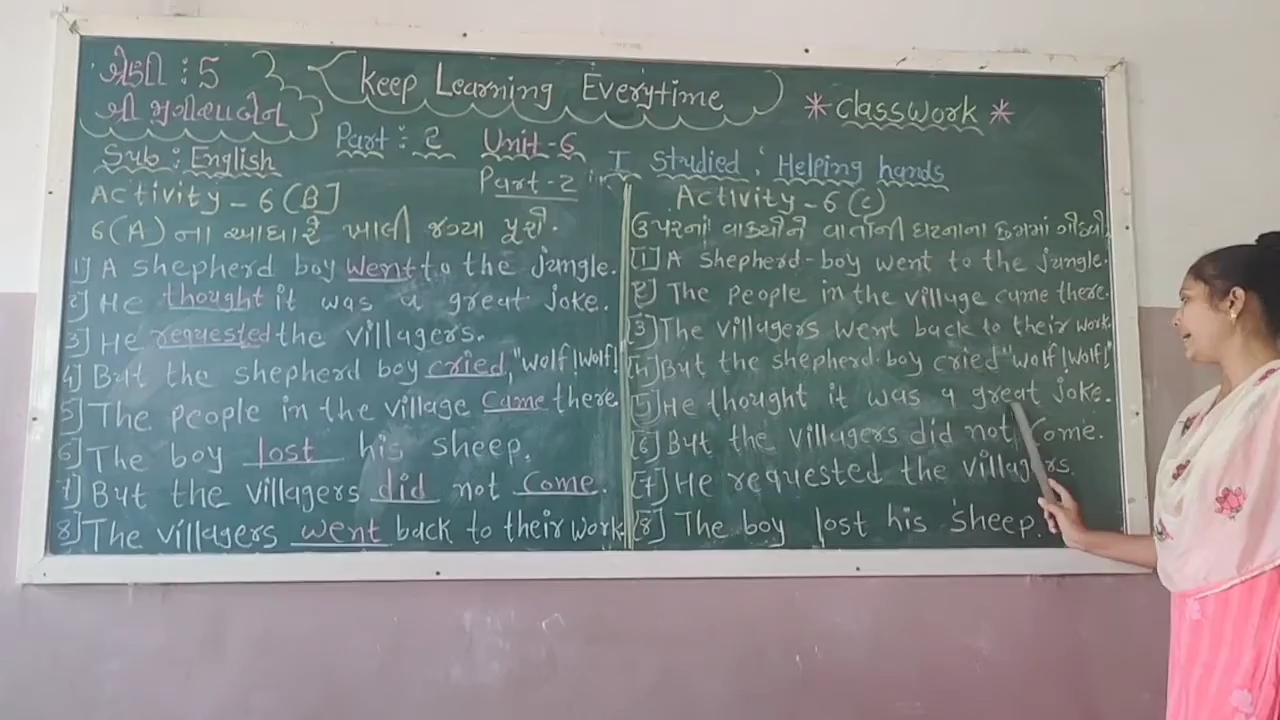 શ્રેણી : 5
શ્રી મૃગીશાબેન
Keep Learning Everytime
* classwork *
Sub : English
Part : 2 Unit-6
I Studied : Helping hands
Part-2
Activity - 6(B]
6(A) ના આધારે ખાલી જગ્યા પૂરો.
1] A shepherd boy went to the jungle.
2] He thought it was a great joke.
3] He requested the villagers.
4] But the shepherd boy cried, "wolf! Wolf!
5] The people in the village Came there.
6] The boy lost his sheep.
7] But the villagers did not Come.
8] The villagers went back to their work
Activity - 6(C)
ઉપરનાં વાક્યોને વાર્તાની ઘટનાના ક્રમમાં ગોઠવો.
[1] A shepherd-boy went to the jungle.
[2] The people in the village came there.
[3] The villagers went back to their work.
[4] But the shepherd-boy cried "wolf! Wolf!"
[5] He thought it was a great joke.
[6] But the villagers did not come.
[7] He requested the villagers.
[8] The boy lost his sheep.